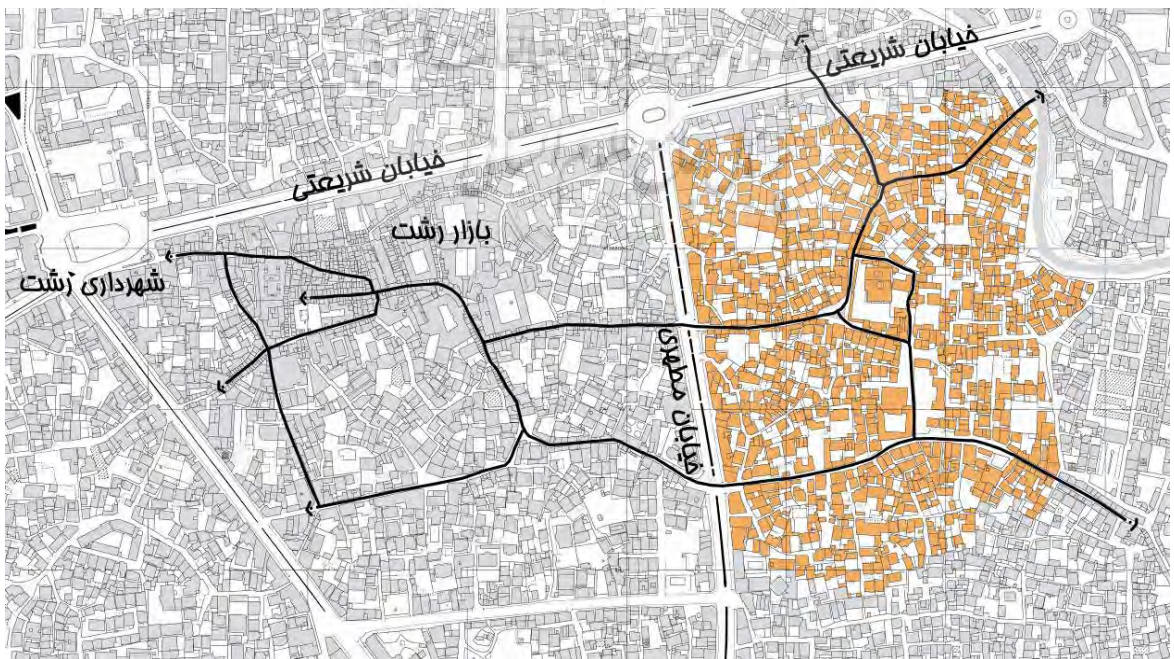 خیابان شریعتی
خیابان شریعتی
بازار رشت
شهرداری رشت
خیابان مطهری